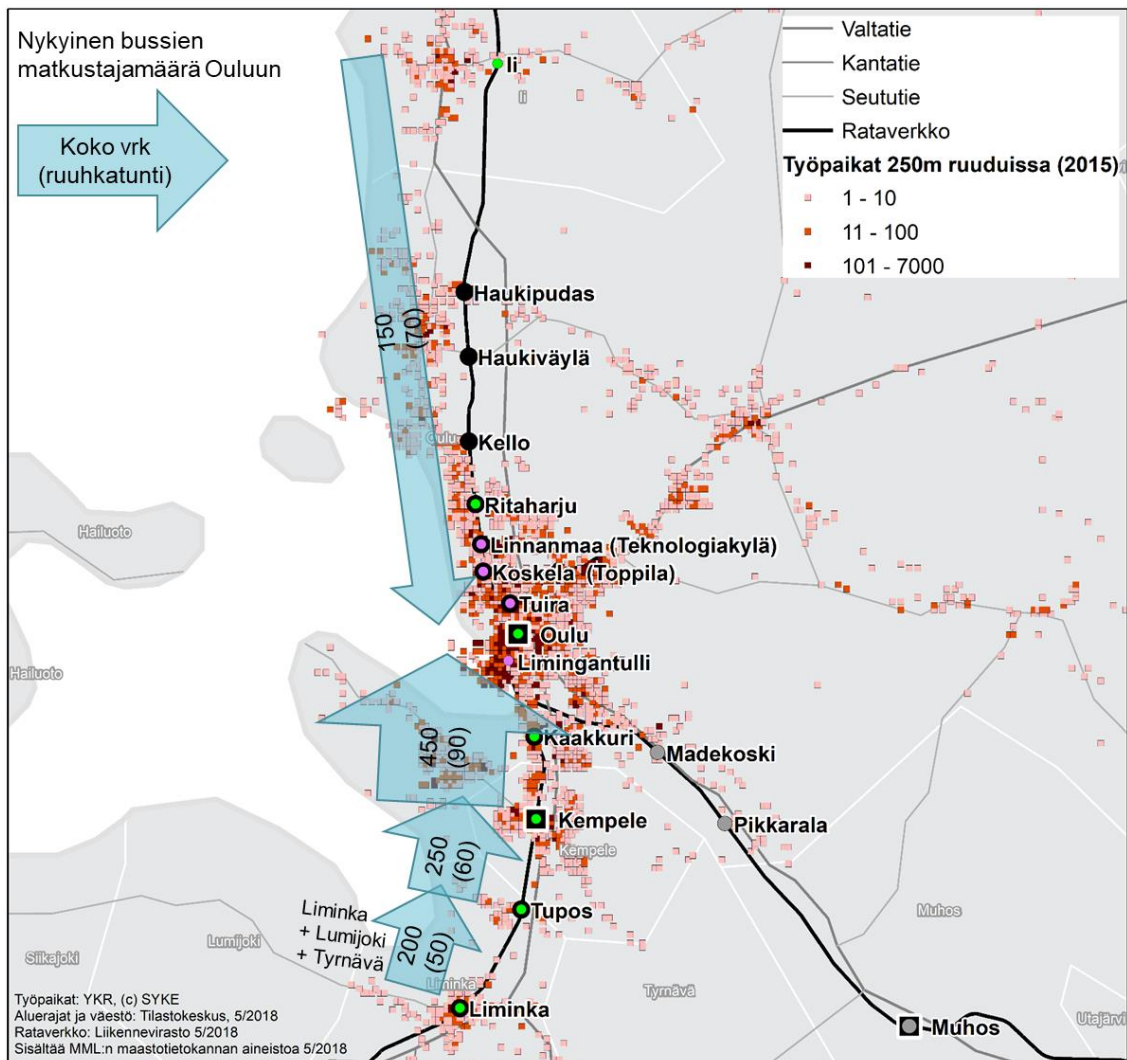 Nykyinen bussien
matkustajamäärä Ouluun
Koko vrk
(ruuhkatunti)
Valtatie
Kantatie
Seututie
Rataverkko
Työpaikat 250m ruuduissa (2015)
1 - 10
11 - 100
101 - 7000
Ii
Ii
Haukipudas
150
(70)
Haukiväylä
Kello
Ritaharju
Hailuoto
Linnanmaa (Teknologiakylä)
Koskela (Toppila)
Tuira
Oulu
Limingantulli
Hailuoto
Kaakkuri
450
(90)
Madekoski
Kempele
Kempele
Pikkarala
250
(60)
Tupos
Muhos
Liminka
+ Lumijoki
+ Tyrnävä
200
(50)
Lumijoki
Siikajoki
Liminka
Tyrnävä
Liminka
Muhos
Utajärvi
Työpaikat: YKR, (c) SYKE
Aluerajat ja väestö: Tilastokeskus, 5/2018
Rataverkko: Liikennevirasto 5/2018
Sisältää MML:n maastotietokannan aineistoa 5/2018